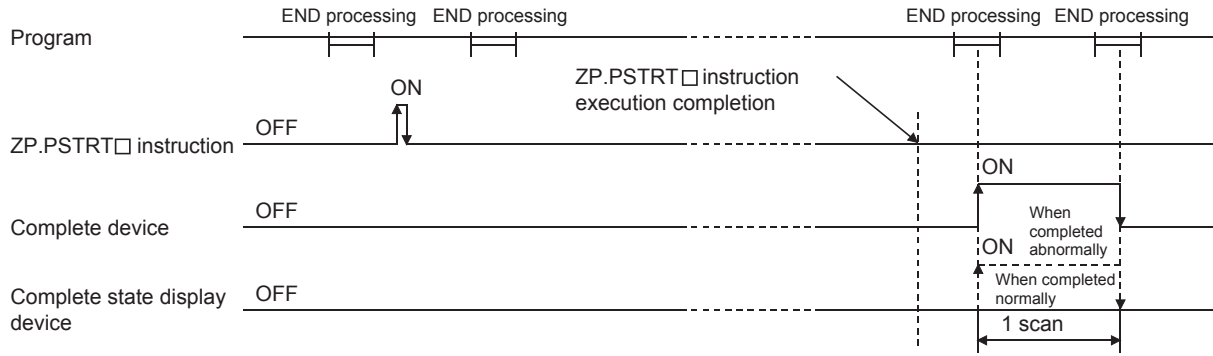 END processing END processing END processing END processing
Program
ZP.PSTRT□ instruction
execution completion
ON
OFF
ZP.PSTRT□ instruction
ON
OFF
Complete device
When
completed
abnormally
ON
When completed
normally
OFF
Complete state display
device
1 scan